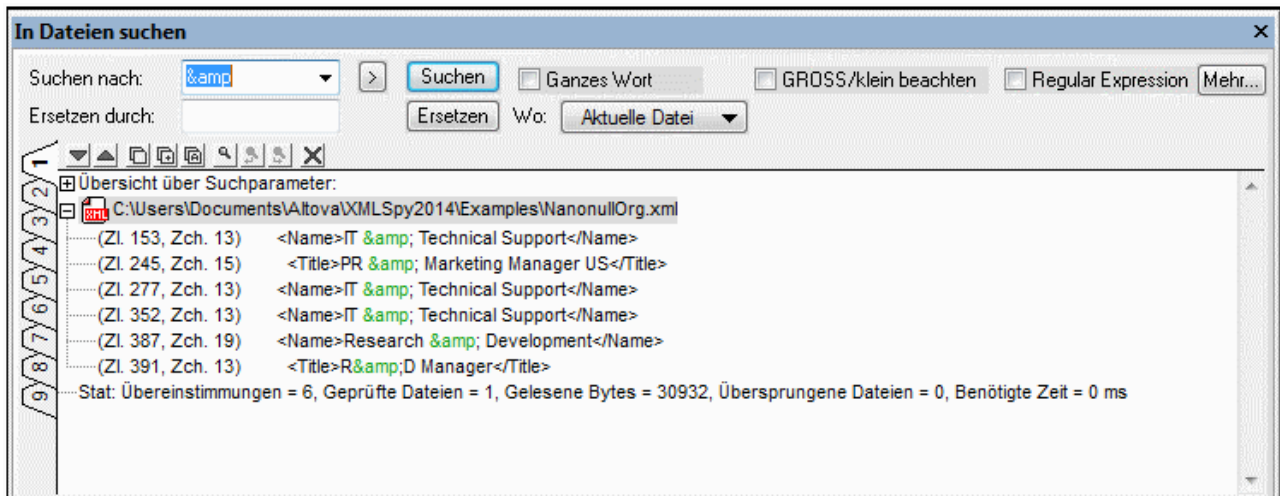 In Dateien suchen
Suchen nach: &amp > Suchen Ganzes Wort GROSS/klein beachten Regular Expression Mehr...
Ersetzen durch: Ersetzen Wo: Aktuelle Datei
1
2
3
4
5
6
7
8
9
Übersicht über Suchparameter:
C:\Users\Documents\Altova\XMLSpy2014\Examples\NanonullOrg.xml
(Zl. 153, Zch. 13) <Name>IT &amp; Technical Support</Name>
(Zl. 245, Zch. 15) <Title>PR &amp; Marketing Manager US</Title>
(Zl. 277, Zch. 13) <Name>IT &amp; Technical Support</Name>
(Zl. 352, Zch. 13) <Name>IT &amp; Technical Support</Name>
(Zl. 387, Zch. 19) <Name>Research &amp; Development</Name>
(Zl. 391, Zch. 13) <Title>R&amp;D Manager</Title>
Stat: Übereinstimmungen = 6, Geprüfte Dateien = 1, Gelesene Bytes = 30932, Übersprungene Dateien = 0, Benötigte Zeit = 0 ms